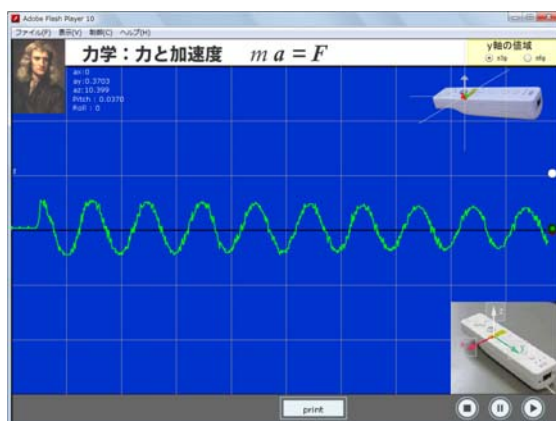 Adobe Flash Player 10
ファイル(F) 表示(V) 制御(C) ヘルプ(H)
力学：力と加速度 m a = F
y軸の値域
±3g ±6g
ax:0
ay:0.3703
az:10.399
Pitch : 0.0370
Roll : 0
f
z
print